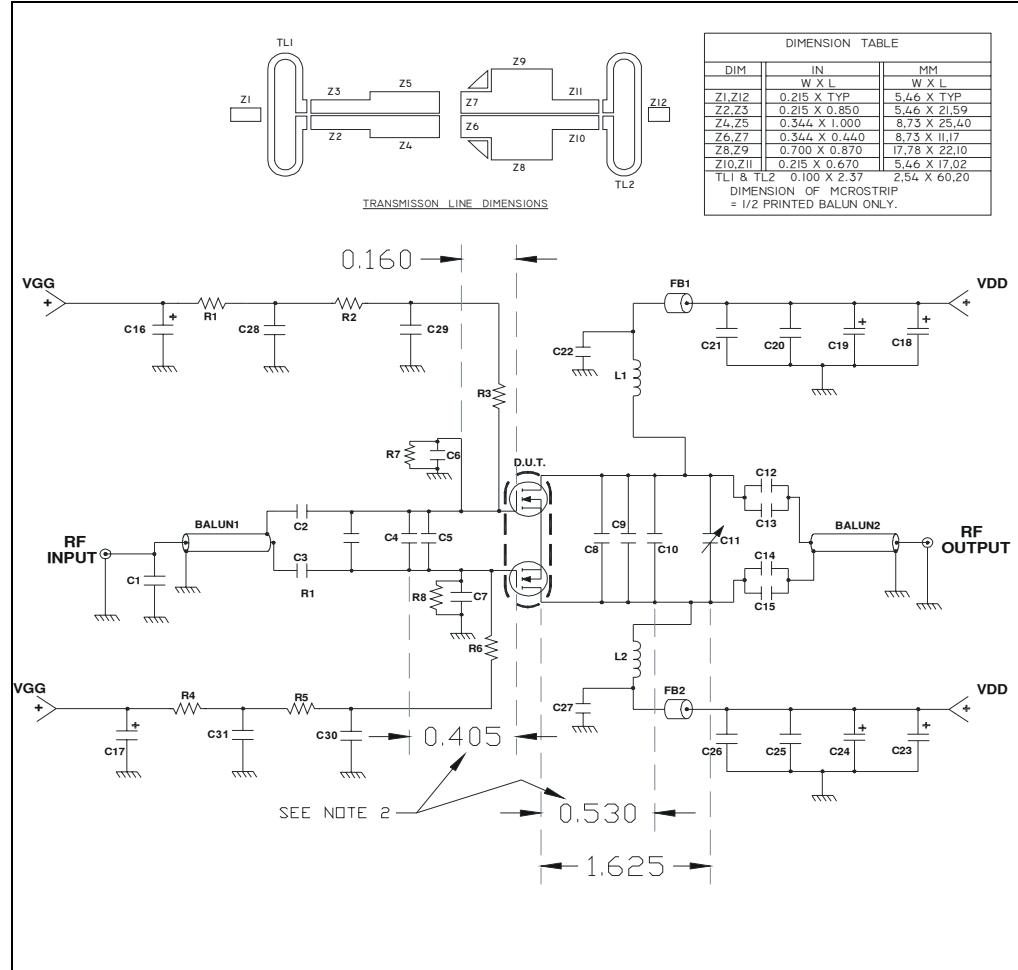 TL1
Z1
Z3
Z5
Z2
Z4
Z9
Z7
Z11
Z6
Z10
Z8
Z12
TL2
TRANSMISSON LINE DIMENSIONS
DIMENSION TABLE
DIM IN MM
W X L W X L
Z1,Z12 0.215 X TYP 5,46 X TYP
Z2,Z3 0.215 X 0.850 5,46 X 21,59
Z4,Z5 0.344 X 1.000 8,73 X 25,40
Z6,Z7 0.344 X 0.440 8,73 X 11,17
Z8,Z9 0.700 X 0.870 17,78 X 22,10
Z10,Z11 0.215 X 0.670 5,46 X 17,02
TL1 & TL2 0.100 X 2.37 2,54 X 60,20
DIMENSION OF MCROSTRIP
= 1/2 PRINTED BALUN ONLY.
0.160
VGG
+
C16
+
R1
C28
R2
C29
R3
FB1
VDD
+
C22
L1
C21
C20
C19
+
C18
+
R7
C6
D.U.T.
RF
INPUT
C1
BALUN1
C2
C3
R1
C4
C5
R8
C7
R6
C8
C9
C10
C11
C12
C13
C14
C15
BALUN2
RF
OUTPUT
VGG
+
C17
+
R4
C31
R5
C30
L2
C27
FB2
VDD
+
C26
C25
C24
+
C23
+
0.405
SEE NOTE 2
0.530
1.625